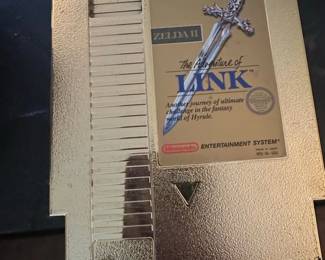 ZELDA II
The Adventure of
LINK
Another journey of ultimate
challenge in the fantasy
world of Hyrule.
Nintendo ENTERTAINMENT SYSTEM